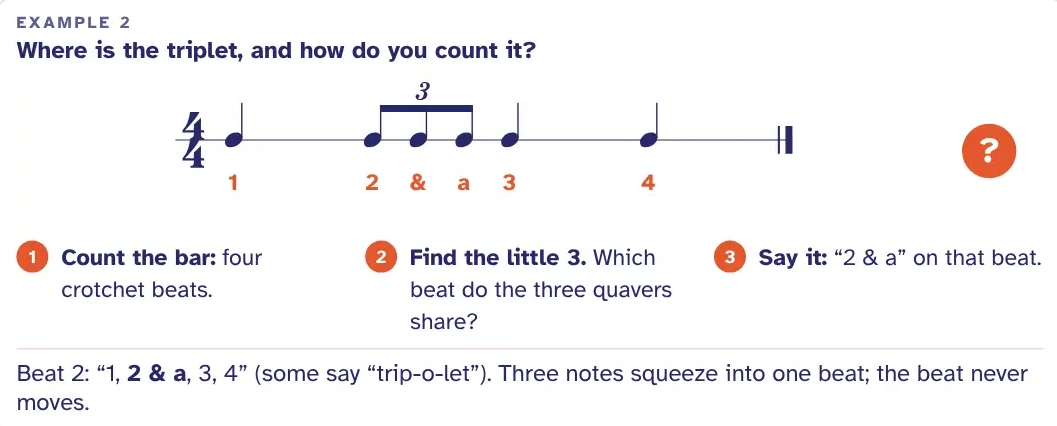 EXAMPLE 2
Where is the triplet, and how do you count it?
3
4
4
1 2 & a 3 4
?
1 Count the bar: four
crotchet beats.
2 Find the little 3. Which
beat do the three quavers
share?
3 Say it: “2 & a” on that beat.
Beat 2: “1, 2 & a, 3, 4” (some say “trip-o-let”). Three notes squeeze into one beat; the beat never
moves.